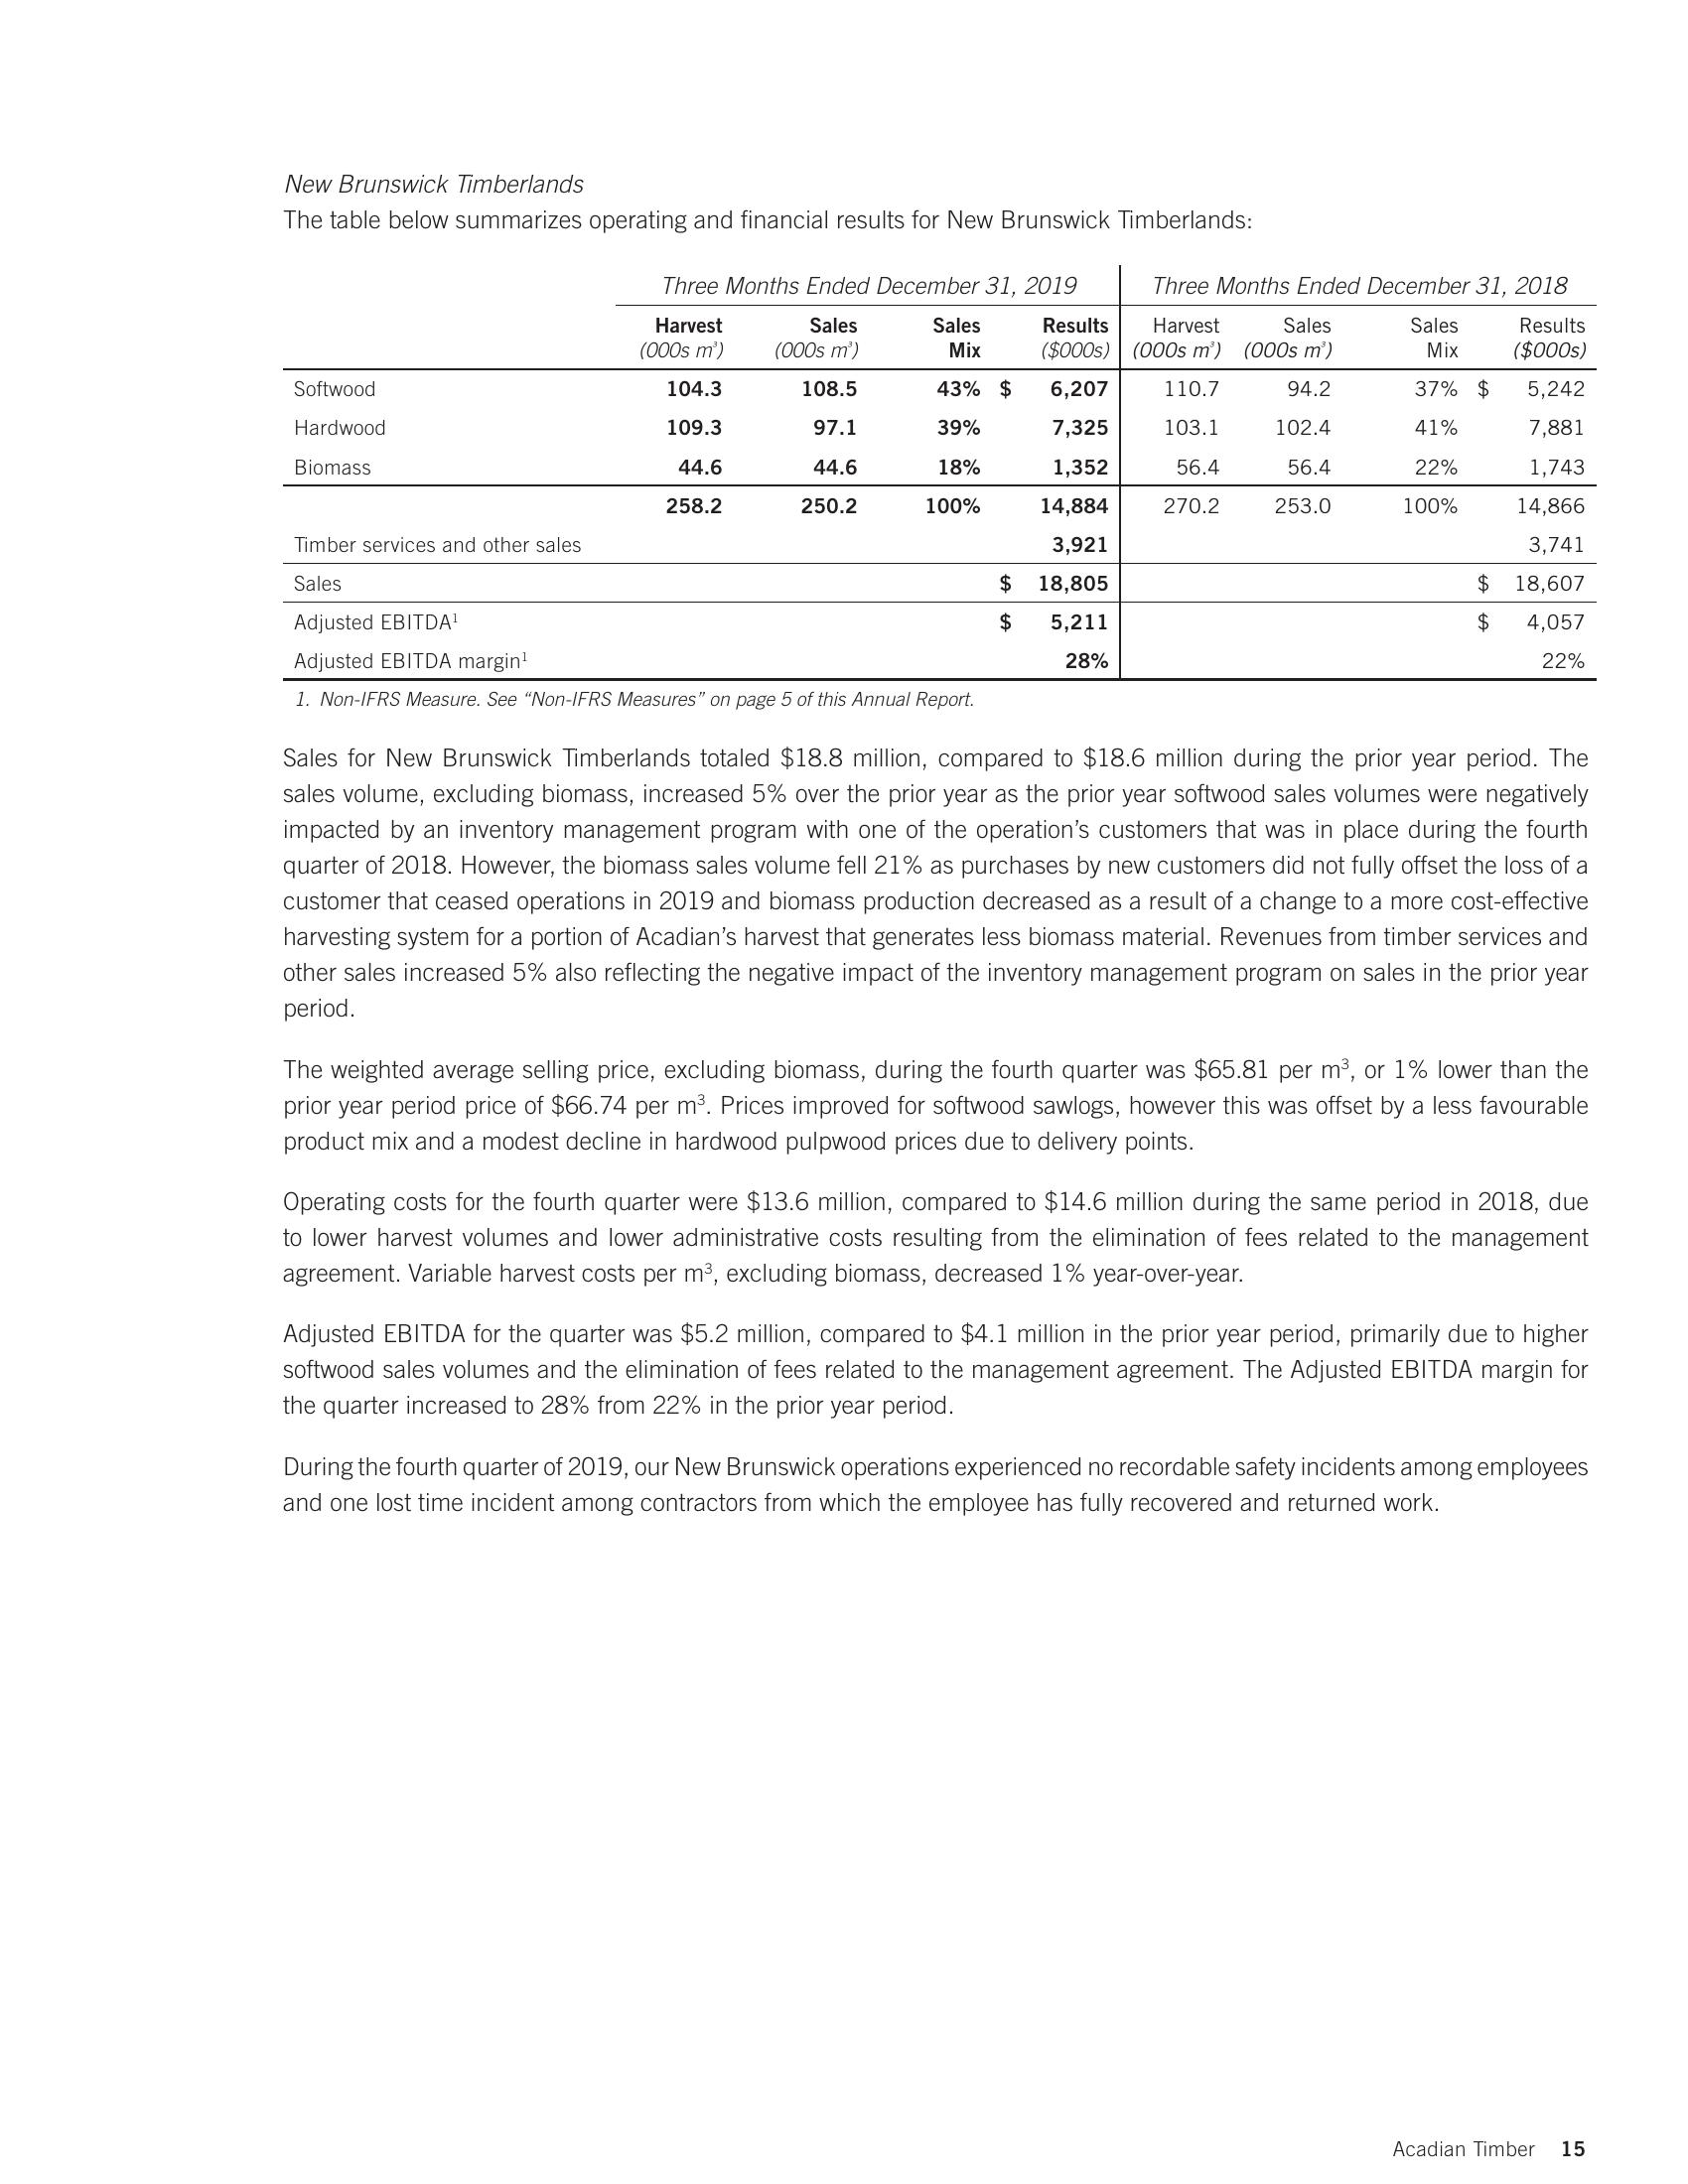 New Brunswick Timberlands
The table below summarizes operating and financial results for New Brunswick Timberlands:
Three Months Ended December 31, 2019 Three Months Ended December 31, 2018
Harvest Sales Sales Results Harvest Sales Sales Results
(000s m³) (000s m³) Mix ($000s) (000s m³) (000s m³) Mix ($000s)
Softwood 104.3 108.5 43% $ 6,207 110.7 94.2 37% $ 5,242
Hardwood 109.3 97.1 39% 7,325 103.1 102.4 41% 7,881
Biomass 44.6 44.6 18% 1,352 56.4 56.4 22% 1,743
258.2 250.2 100% 14,884 270.2 253.0 100% 14,866
Timber services and other sales 3,921 3,741
Sales $ 18,805 $ 18,607
Adjusted EBITDA¹ $ 5,211 $ 4,057
Adjusted EBITDA margin¹ 28% 22%
1. Non-IFRS Measure. See “Non-IFRS Measures” on page 5 of this Annual Report.
Sales for New Brunswick Timberlands totaled $18.8 million, compared to $18.6 million during the prior year period. The
sales volume, excluding biomass, increased 5% over the prior year as the prior year softwood sales volumes were negatively
impacted by an inventory management program with one of the operation’s customers that was in place during the fourth
quarter of 2018. However, the biomass sales volume fell 21% as purchases by new customers did not fully offset the loss of a
customer that ceased operations in 2019 and biomass production decreased as a result of a change to a more cost-effective
harvesting system for a portion of Acadian’s harvest that generates less biomass material. Revenues from timber services and
other sales increased 5% also reflecting the negative impact of the inventory management program on sales in the prior year
period.
The weighted average selling price, excluding biomass, during the fourth quarter was $65.81 per m³, or 1% lower than the
prior year period price of $66.74 per m³. Prices improved for softwood sawlogs, however this was offset by a less favourable
product mix and a modest decline in hardwood pulpwood prices due to delivery points.
Operating costs for the fourth quarter were $13.6 million, compared to $14.6 million during the same period in 2018, due
to lower harvest volumes and lower administrative costs resulting from the elimination of fees related to the management
agreement. Variable harvest costs per m³, excluding biomass, decreased 1% year-over-year.
Adjusted EBITDA for the quarter was $5.2 million, compared to $4.1 million in the prior year period, primarily due to higher
softwood sales volumes and the elimination of fees related to the management agreement. The Adjusted EBITDA margin for
the quarter increased to 28% from 22% in the prior year period.
During the fourth quarter of 2019, our New Brunswick operations experienced no recordable safety incidents among employees
and one lost time incident among contractors from which the employee has fully recovered and returned work.
Acadian Timber 15